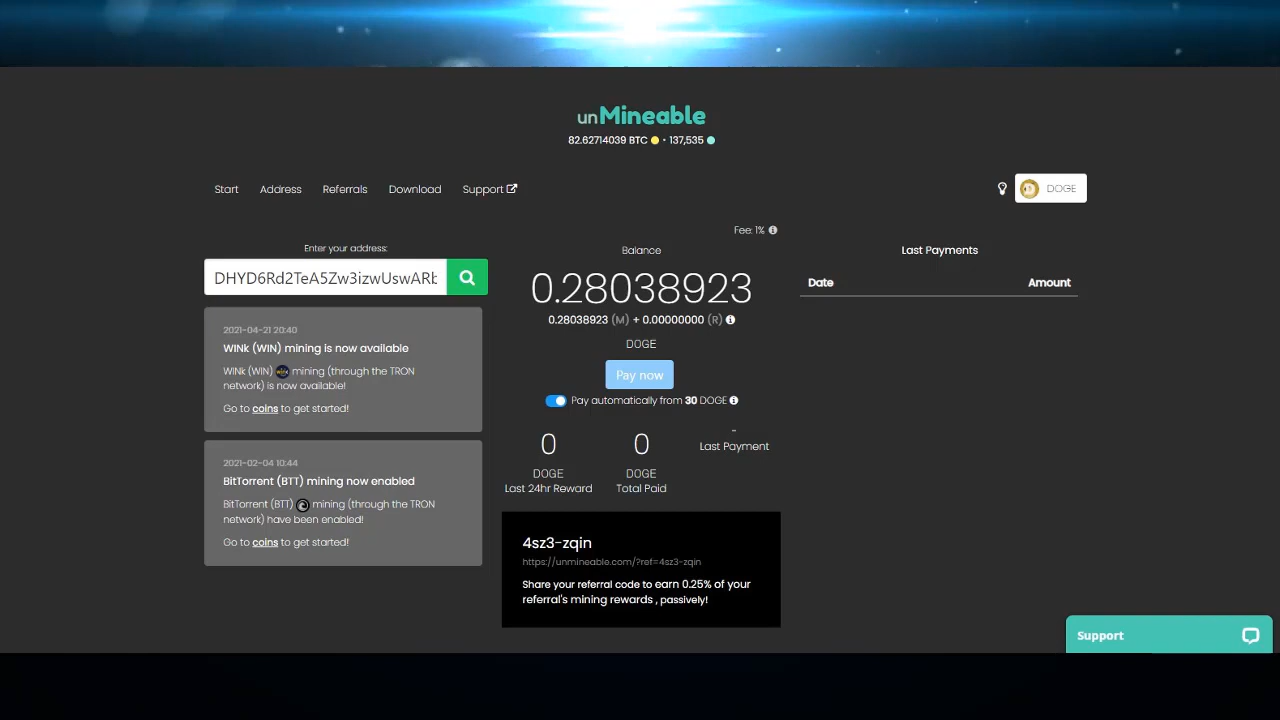 unMineable
82.62714039 BTC • 137,535
Start Address Referrals Download Support
DOGE
Fee: 1%
Enter your address:
DHYD6Rd2TeA5Zw3izwUswARb
2021-04-21 20:40
WINk (WIN) mining is now available
WINk (WIN) mining (through the TRON
network) is now available!
Go to coins to get started!
2021-02-04 10:44
BitTorrent (BTT) mining now enabled
BitTorrent (BTT) mining (through the TRON
network) have been enabled!
Go to coins to get started!
Balance
0.28038923
0.28038923 (M) + 0.00000000 (R)
DOGE
Pay now
Pay automatically from 30 DOGE
0
DOGE
Last 24hr Reward
0
DOGE
Total Paid
-
Last Payment
4sz3-zqin
https://unmineable.com/?ref=4sz3-zqin
Share your referral code to earn 0.25% of your
referral's mining rewards , passively!
Last Payments
Date Amount
Support